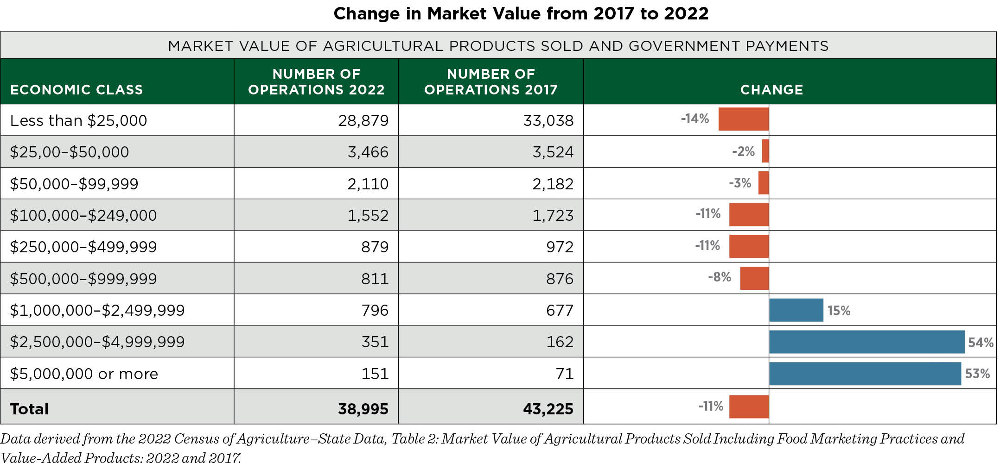 Change in Market Value from 2017 to 2022
MARKET VALUE OF AGRICULTURAL PRODUCTS SOLD AND GOVERNMENT PAYMENTS
ECONOMIC CLASS NUMBER OF OPERATIONS 2022 NUMBER OF OPERATIONS 2017 CHANGE
Less than $25,000 28,879 33,038 -14%
$25,00–$50,000 3,466 3,524 -2%
$50,000–$99,999 2,110 2,182 -3%
$100,000–$249,000 1,552 1,723 -11%
$250,000–$499,999 879 972 -11%
$500,000–$999,999 811 876 -8%
$1,000,000–$2,499,999 796 677 15%
$2,500,000–$4,999,999 351 162 54%
$5,000,000 or more 151 71 53%
Total 38,995 43,225 -11%
Data derived from the 2022 Census of Agriculture–State Data, Table 2: Market Value of Agricultural Products Sold Including Food Marketing Practices and
Value-Added Products: 2022 and 2017.